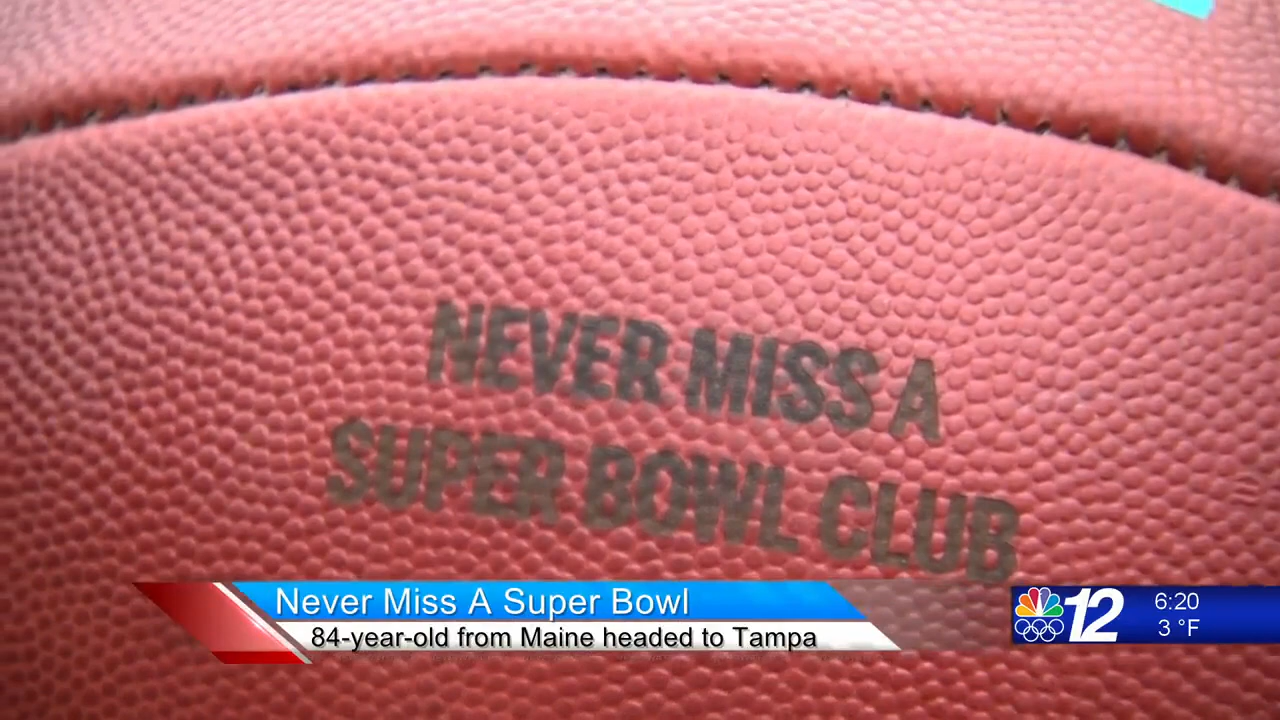 NEVER MISS A
SUPER BOWL CLUB
Never Miss A Super Bowl
84-year-old from Maine headed to Tampa
12
6:20
3 °F